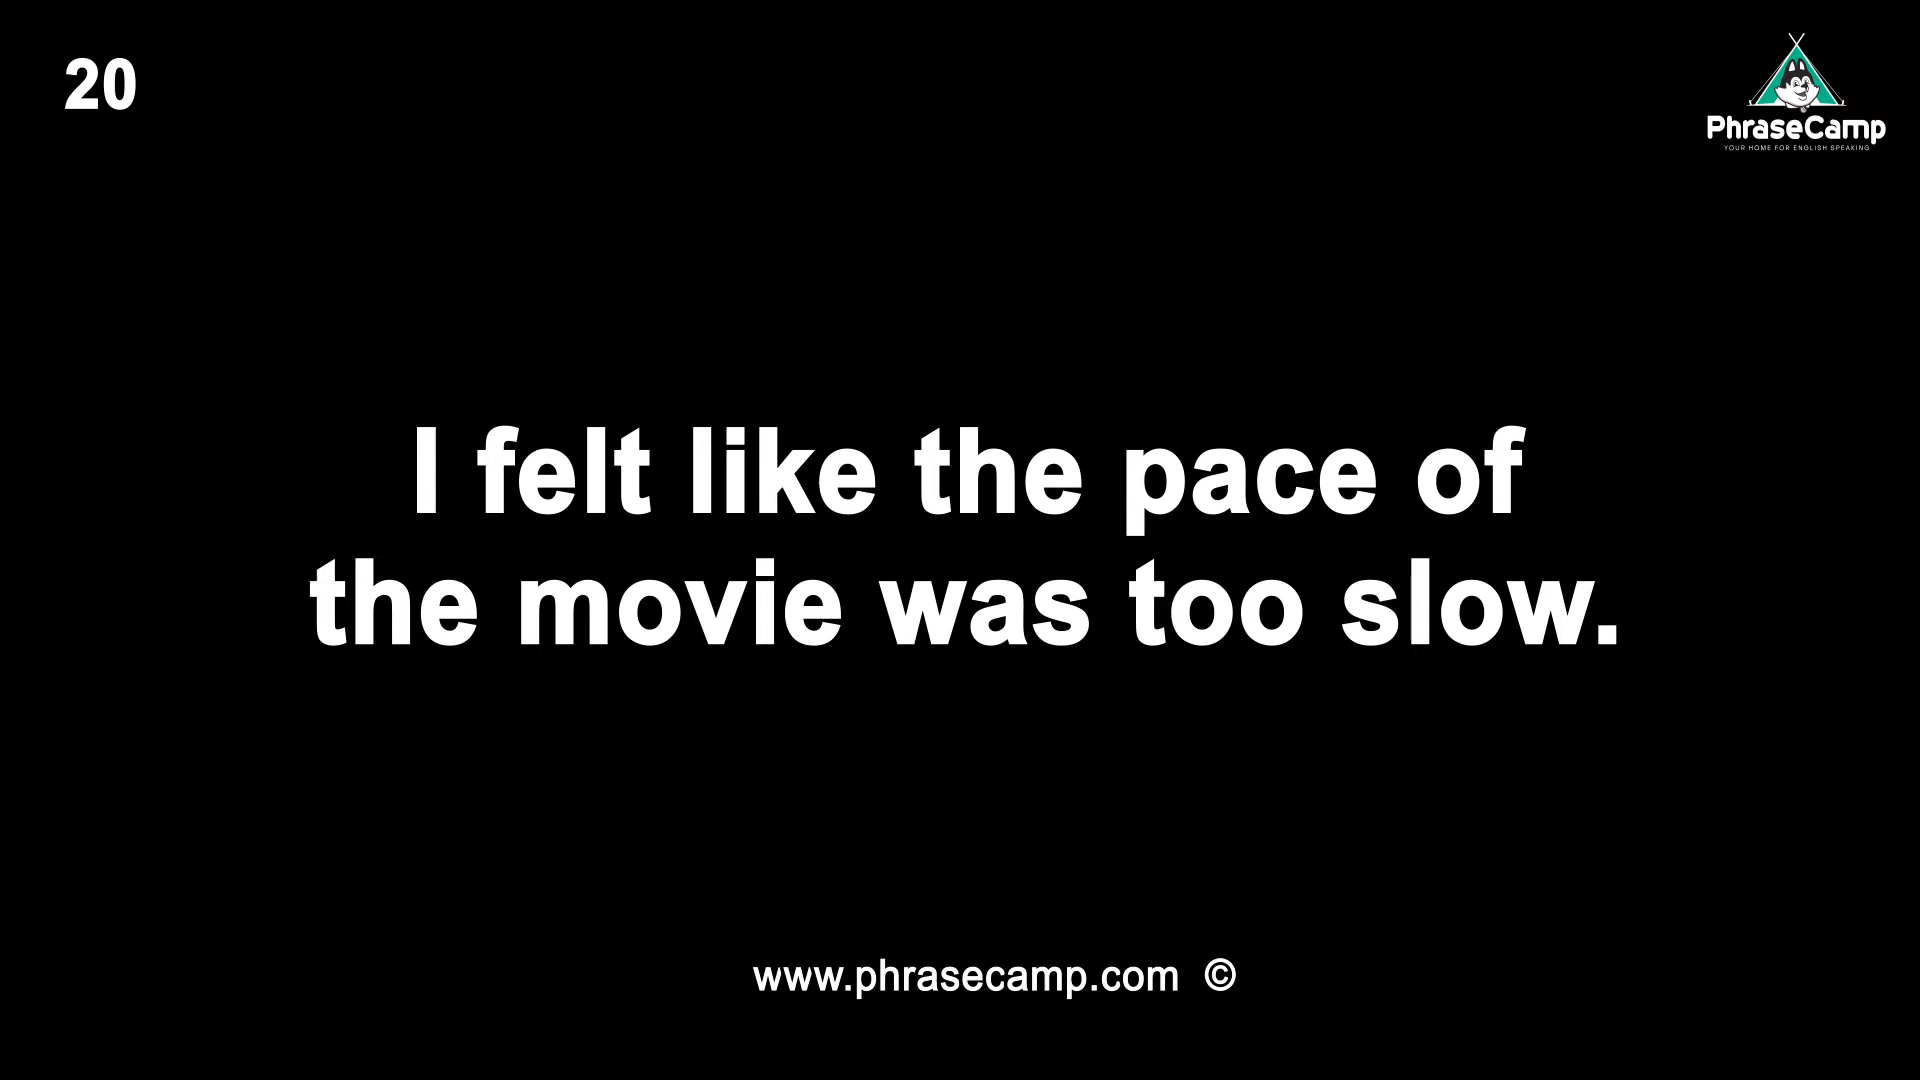 20
PhraseCamp
YOUR HOME FOR ENGLISH SPEAKING
I felt like the pace of
the movie was too slow.
www.phrasecamp.com ©